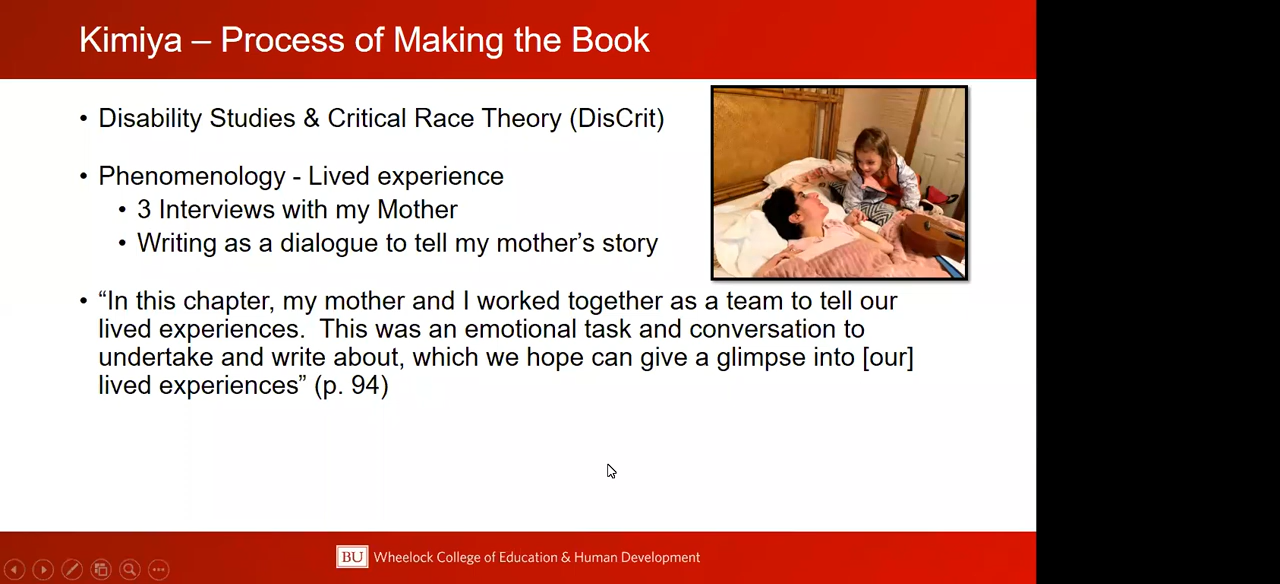 Kimiya – Process of Making the Book
• Disability Studies & Critical Race Theory (DisCrit)
• Phenomenology - Lived experience
• 3 Interviews with my Mother
• Writing as a dialogue to tell my mother’s story
• “In this chapter, my mother and I worked together as a team to tell our
lived experiences.  This was an emotional task and conversation to
undertake and write about, which we hope can give a glimpse into [our]
lived experiences” (p. 94)
BU Wheelock College of Education & Human Development